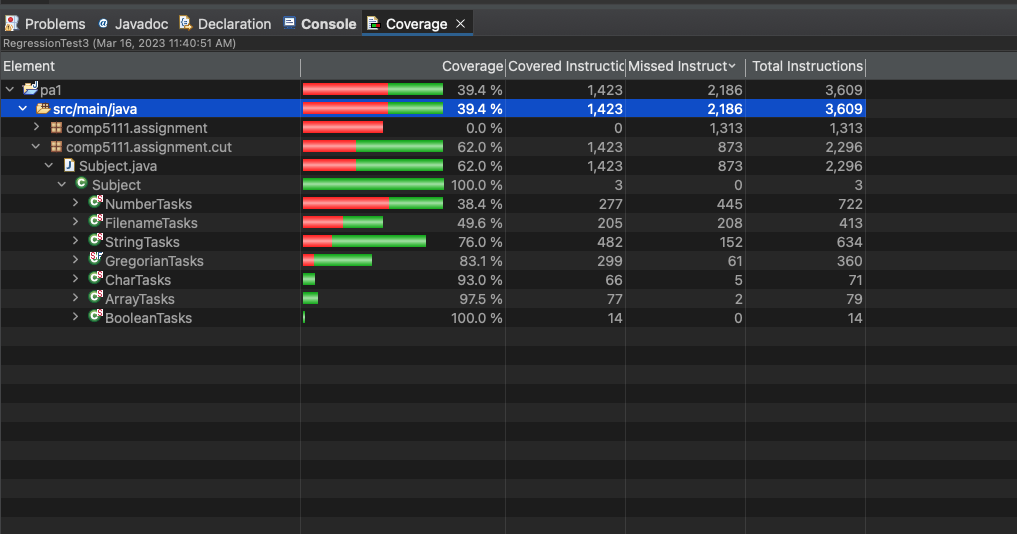 Problems @ Javadoc Declaration Console Coverage ×
RegressionTest3 (Mar 16, 2023 11:40:51 AM)
Element Coverage Covered Instructic Missed Instruct Total Instructions
pa1 39.4 % 1,423 2,186 3,609
src/main/java 39.4 % 1,423 2,186 3,609
comp5111.assignment 0.0 % 0 1,313 1,313
comp5111.assignment.cut 62.0 % 1,423 873 2,296
Subject.java 62.0 % 1,423 873 2,296
Subject 100.0 % 3 0 3
NumberTasks 38.4 % 277 445 722
FilenameTasks 49.6 % 205 208 413
StringTasks 76.0 % 482 152 634
GregorianTasks 83.1 % 299 61 360
CharTasks 93.0 % 66 5 71
ArrayTasks 97.5 % 77 2 79
BooleanTasks 100.0 % 14 0 14